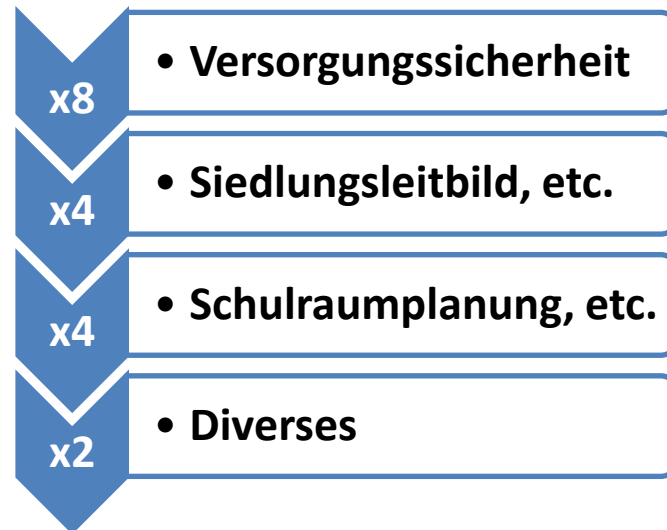 x8
• Versorgungssicherheit
x4
• Siedlungsleitbild, etc.
x4
• Schulraumplanung, etc.
x2
• Diverses